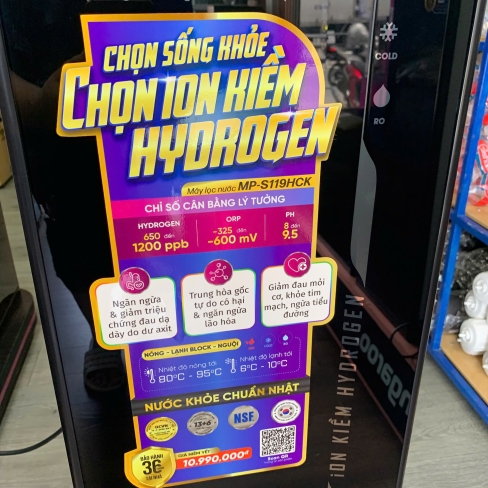 CHỌN SỐNG KHỎE
CHỌN ION KIỀM
HYDROGEN
Máy lọc nước MP-S119HCK
CHỈ SỐ CÂN BẰNG LÝ TƯỞNG
HYDROGEN
650 đến
1200 ppb
ORP
-325 đến
-600 mV
PH
8 đến
9.5
Ngăn ngừa
& giảm triệu
chứng đau dạ
dày do dư axit
Trung hòa gốc
tự do có hại
& ngăn ngừa
lão hóa
Giảm đau mỏi
cơ, khỏe tim
mạch, ngừa tiểu
đường
NÓNG - LẠNH BLOCK - NGUỘI
Nhiệt độ nóng tới
80°C - 95°C
Nhiệt độ lạnh tới
6°C - 10°C
NƯỚC KHỎE CHUẨN NHẬT
NSF
BẢO HÀNH
36
GIÁ NIÊM YẾT:
10.990.000đ
Scan QR
COLD
RO
ION KIỀM HYDROGEN